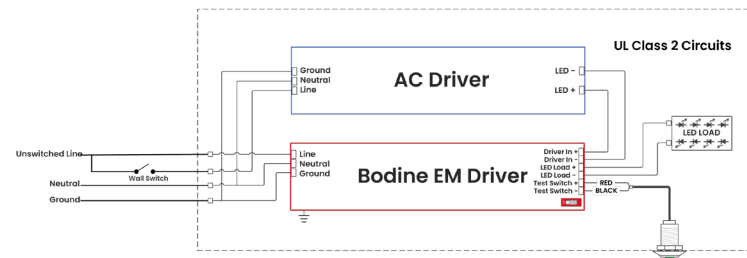 UL Class 2 Circuits
Ground
Neutral
Line
AC Driver
LED -
LED +
LED LOAD
Unswitched Line
Wall Switch
Neutral
Ground
Line
Neutral
Ground
Bodine EM Driver
Driver In +
Driver In -
LED Load +
LED Load -
Test Switch +
Test Switch -
RED
BLACK